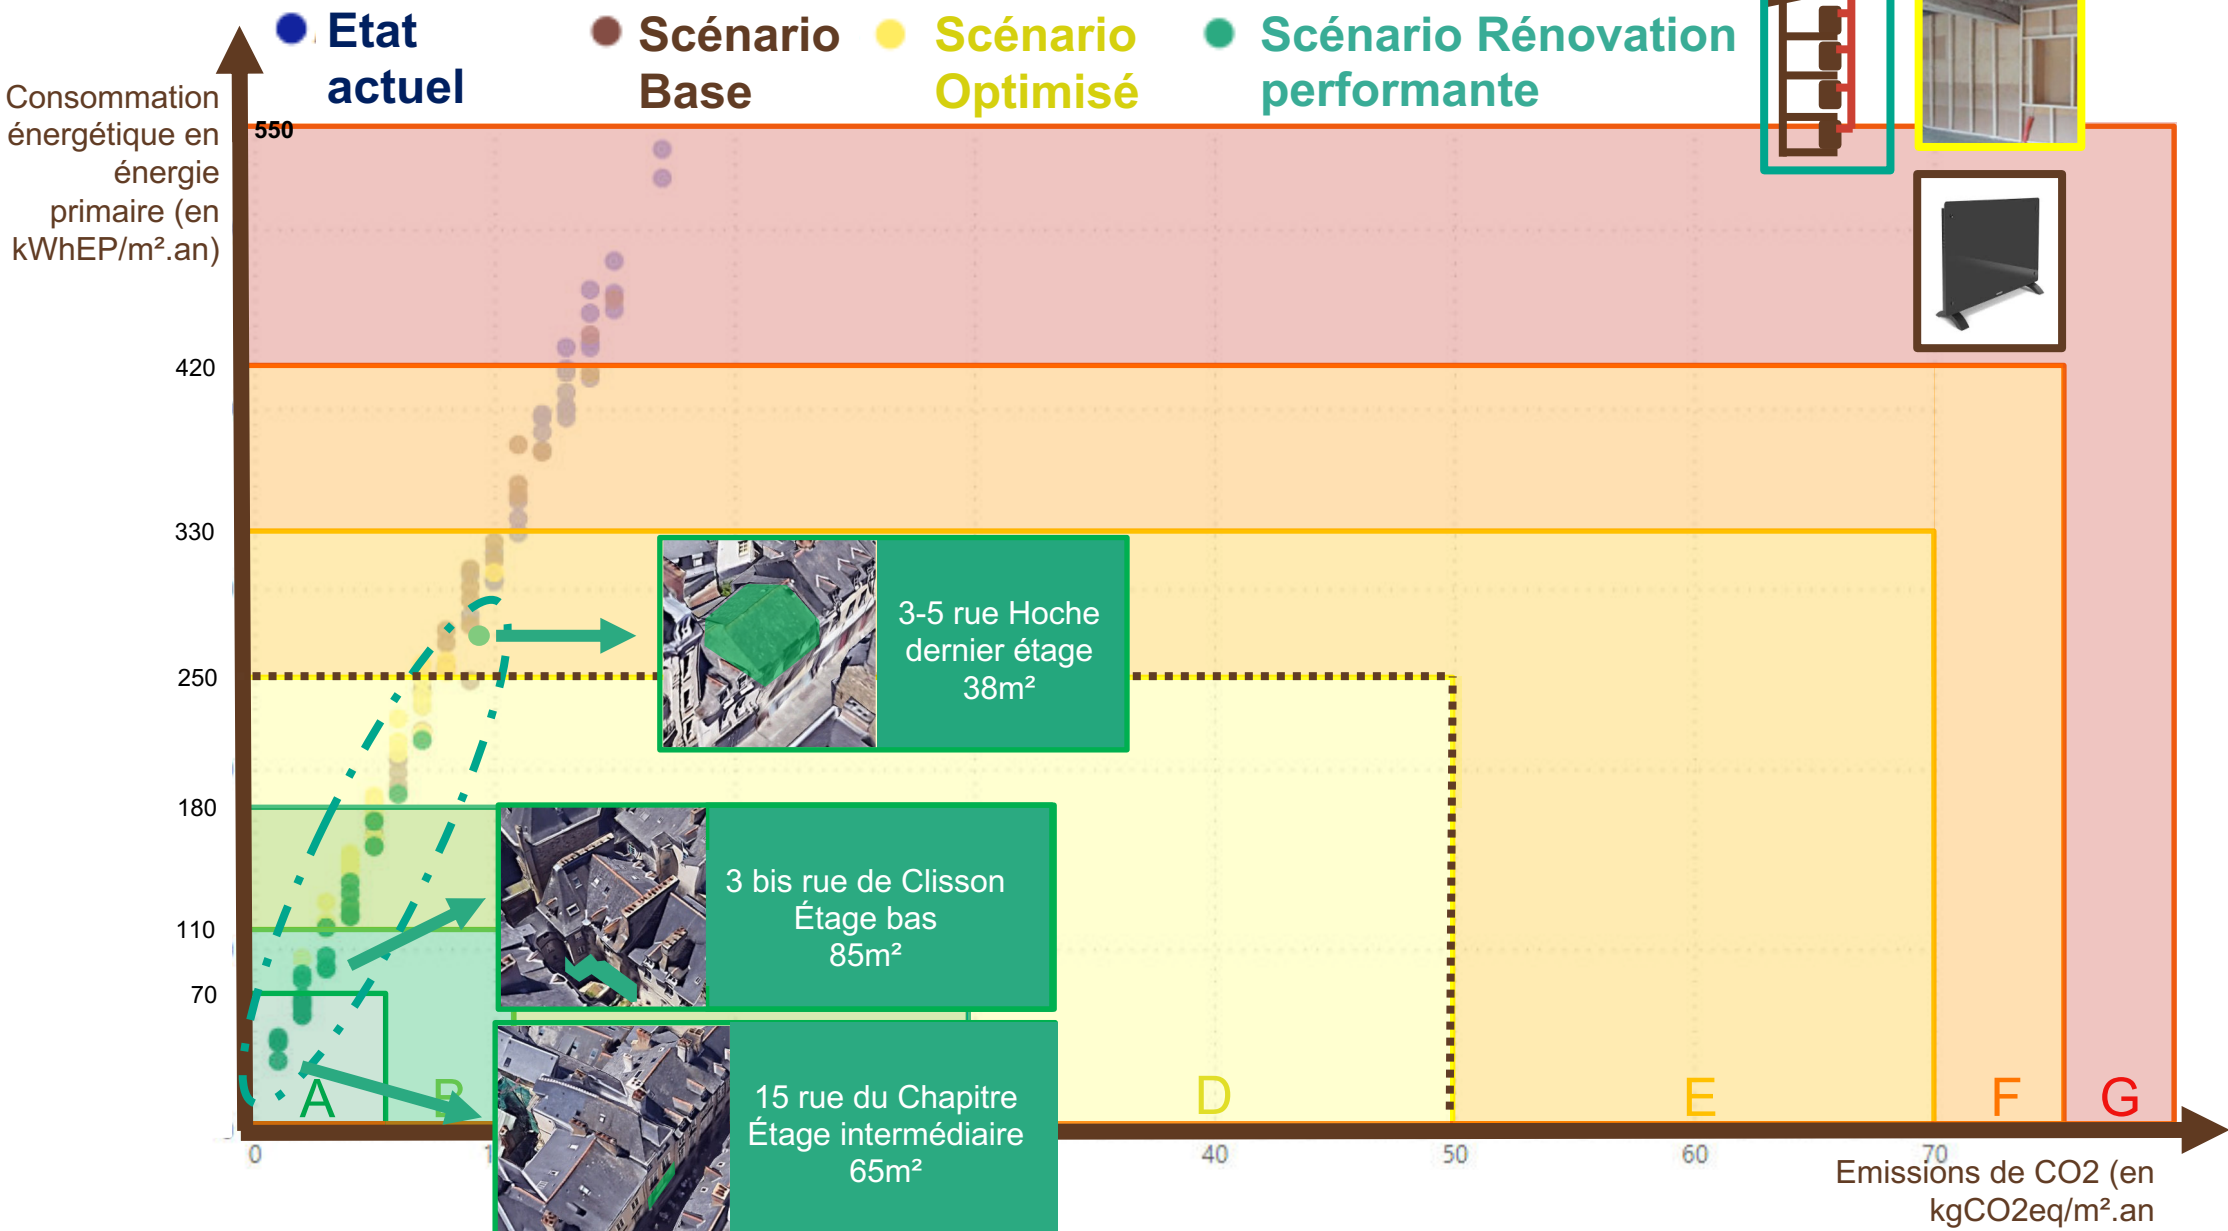 Etat
actuel
Scénario
Base
Scénario
Optimisé
Scénario Rénovation
performante
Consommation
énergétique en
énergie
primaire (en
kWhEP/m².an)
550
420
330
250
180
110
70
3-5 rue Hoche
dernier étage
38m²
3 bis rue de Clisson
Étage bas
85m²
15 rue du Chapitre
Étage intermédiaire
65m²
A
B
D
E
F
G
0
40
50
60
70
Emissions de CO2 (en
kgCO2eq/m².an